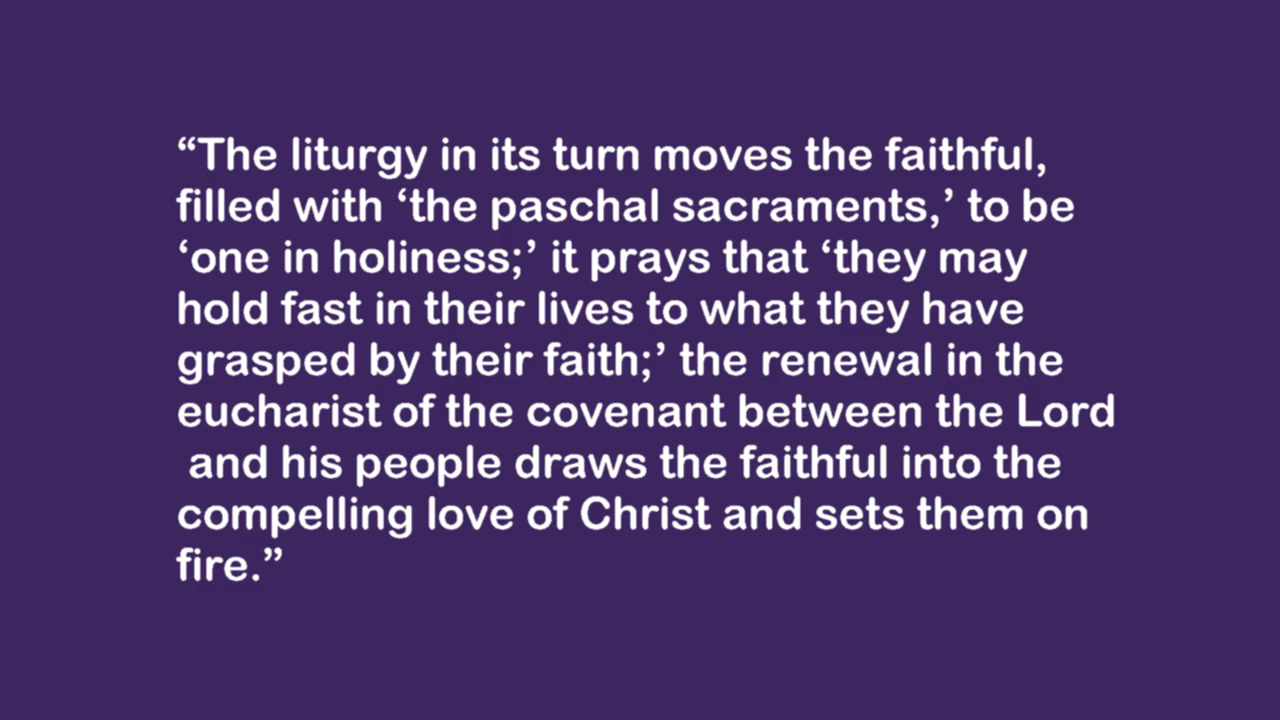 “The liturgy in its turn moves the faithful,
filled with ‘the paschal sacraments,’ to be
‘one in holiness;’ it prays that ‘they may
hold fast in their lives to what they have
grasped by their faith;’ the renewal in the
eucharist of the covenant between the Lord
and his people draws the faithful into the
compelling love of Christ and sets them on
fire.”